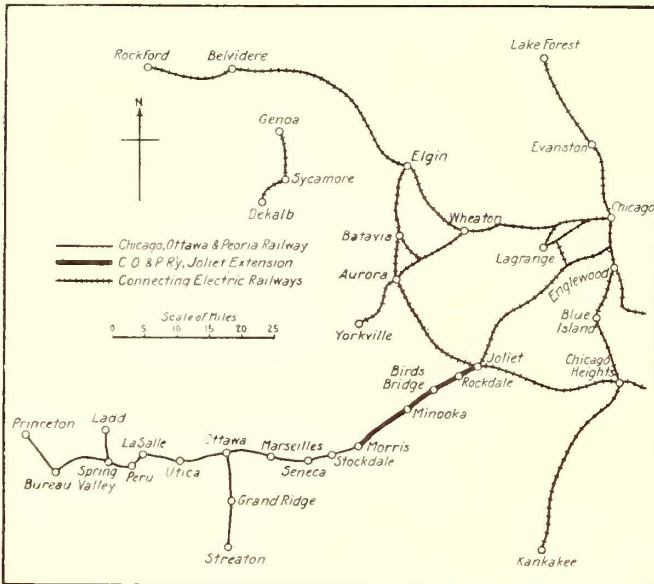 Rockford
Belvidere
Lake Forest
N
Genoa
Evanston
Elgin
Sycamore
Dekalb
Chicago
Wheaton
Batavia
Lagrange
Chicago, Ottawa & Peoria Railway
C O & P R'y, Joliet Extension
Connecting Electric Railways
Aurora
Englewood
Scale of Miles
0 5 10 15 20 25
Yorkville
Blue
Island
Joliet
Birds
Bridge
Rockdale
Chicago
Heights
Minooka
Princeton
Ladd
LaSalle
Ottawa
Marseilles
Morris
Stockdale
Seneca
Bureau
Spring
Valley
Peru
Utica
Grand Ridge
Streaton
Kankakee